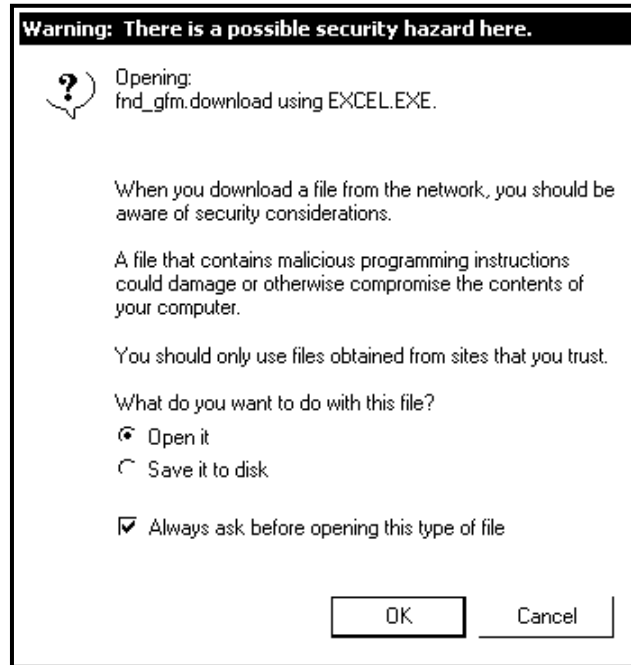 Warning: There is a possible security hazard here.
?
Opening:
fnd_gfm.download using EXCEL.EXE.
When you download a file from the network, you should be
aware of security considerations.
A file that contains malicious programming instructions
could damage or otherwise compromise the contents of
your computer.
You should only use files obtained from sites that you trust.
What do you want to do with this file?
Open it
Save it to disk
Always ask before opening this type of file
OK Cancel